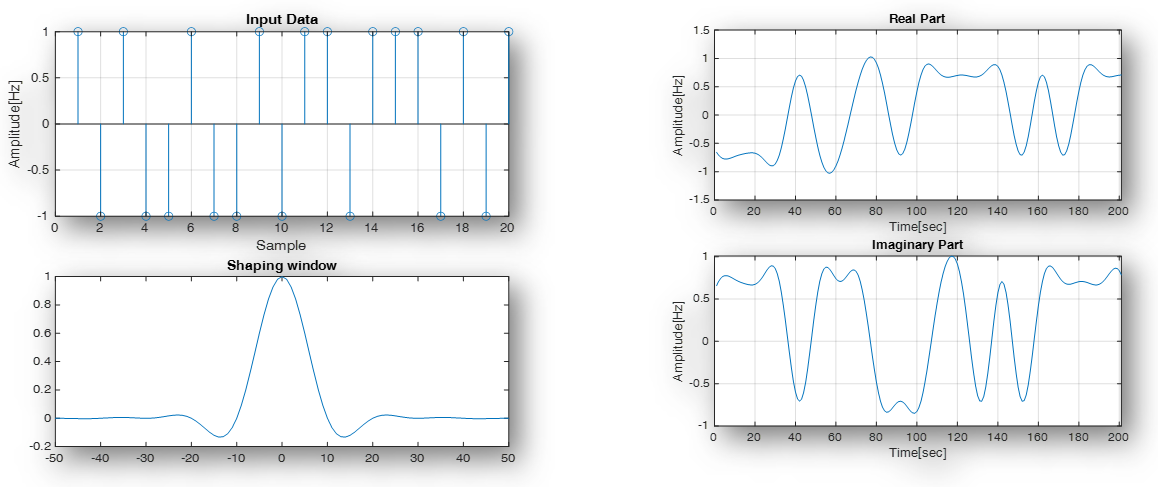 Input Data
1
0.5
0
-0.5
-1
Amplitude[Hz]
0 2 4 6 8 10 12 14 16 18 20
Sample
Shaping window
1
0.8
0.6
0.4
0.2
0
-0.2
-50 -40 -30 -20 -10 0 10 20 30 40 50
Real Part
1.5
1
0.5
0
-0.5
-1
-1.5
Amplitude[Hz]
0 20 40 60 80 100 120 140 160 180 200
Time[sec]
Imaginary Part
1
0.5
0
-0.5
-1
Amplitude[Hz]
0 20 40 60 80 100 120 140 160 180 200
Time[sec]